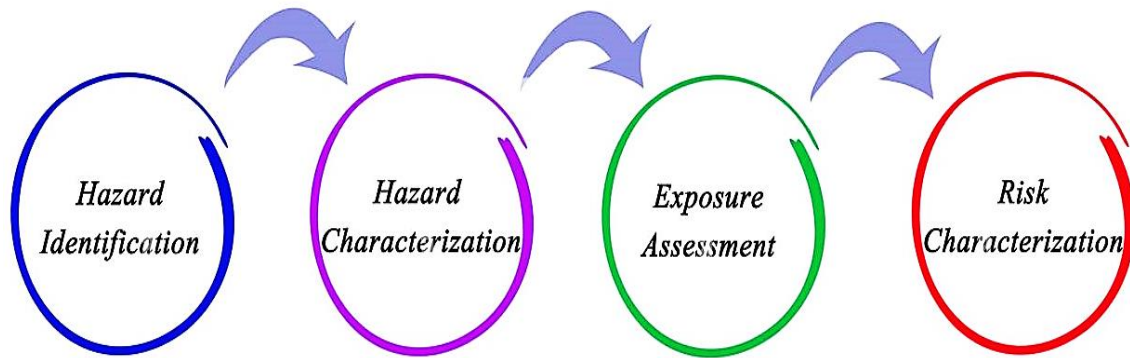 Hazard
Identification
Hazard
Characterization
Exposure
Assessment
Risk
Characterization